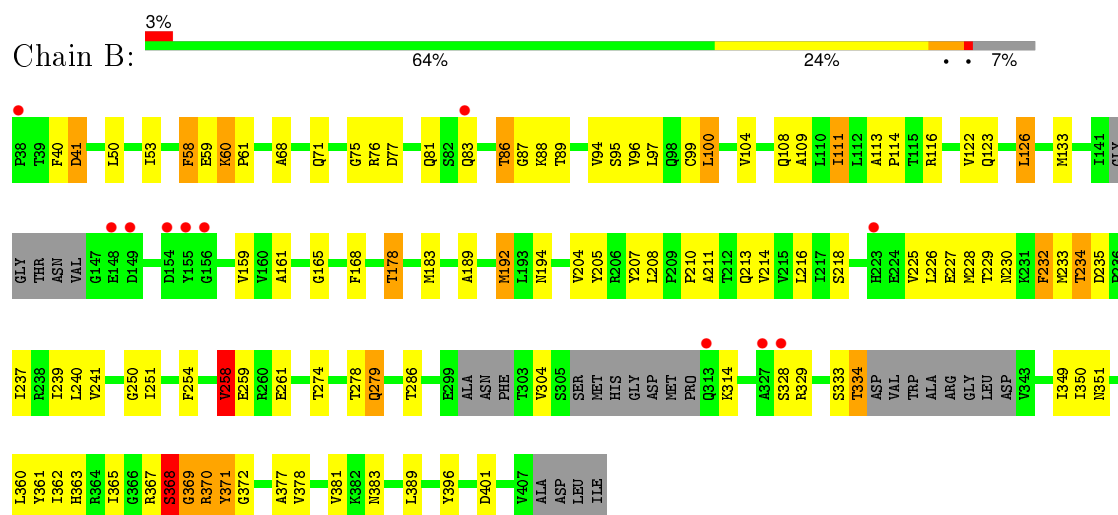 3%
Chain B:
64% 24% • • 7%
P38 T39 F40 D41 L50 I53 F58 E59 K60 P61 A68 Q71 G75 R76 D77 Q81 S82 Q83 T86 G87 K88 T89 V94 S95 V96 L97 Q98 C99 L100 V104 Q108 A109 L110 I111 L112 A113 P114 T115 R116 V122 Q123 L126 M133 I141 GLY
GLY THR ASN VAL G147 E148 D149 D154 Y155 G156 V159 V160 A161 G165 F168 T178 M183 A189 M192 L193 N194 V204 Y205 R206 Y207 L208 P209 P210 A211 T212 Q213 V214 V215 L216 I217 S218 H223 E224 V225 L226 E227 M228 T229 N230 K231 F232 M233 T234 D235 P236
I237 R238 I239 L240 V241 G250 I251 F254 V258 E259 R260 E261 T274 T278 Q279 T286 E299 ALA ASN PHE T303 V304 S305 SER MET HIS GLY ASP MET PRO Q313 K314 A327 S328 R329 S333 T334 ASP VAL TRP ALA ARG GLY LEU ASP V343 I349 I350 N351
L360 Y361 I362 H363 R364 I365 G366 R367 S368 G369 R370 Y371 G372 A377 V378 V381 K382 N383 L389 Y396 D401 V407 ALA ASP LEU ILE